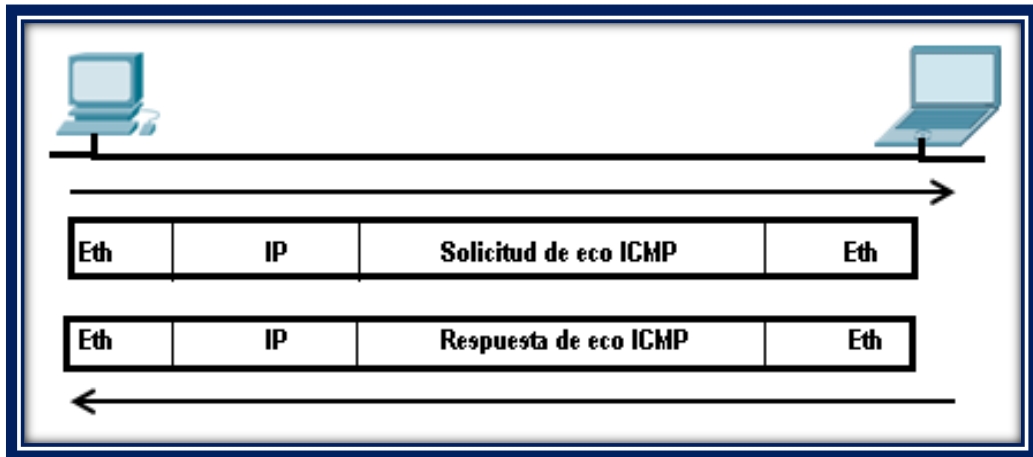 Eth IP Solicitud de eco ICMP Eth
Eth IP Respuesta de eco ICMP Eth